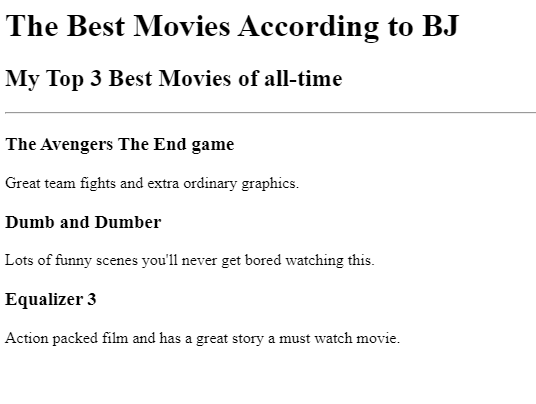 The Best Movies According to BJ
My Top 3 Best Movies of all-time
The Avengers The End game
Great team fights and extra ordinary graphics.
Dumb and Dumber
Lots of funny scenes you'll never get bored watching this.
Equalizer 3
Action packed film and has a great story a must watch movie.